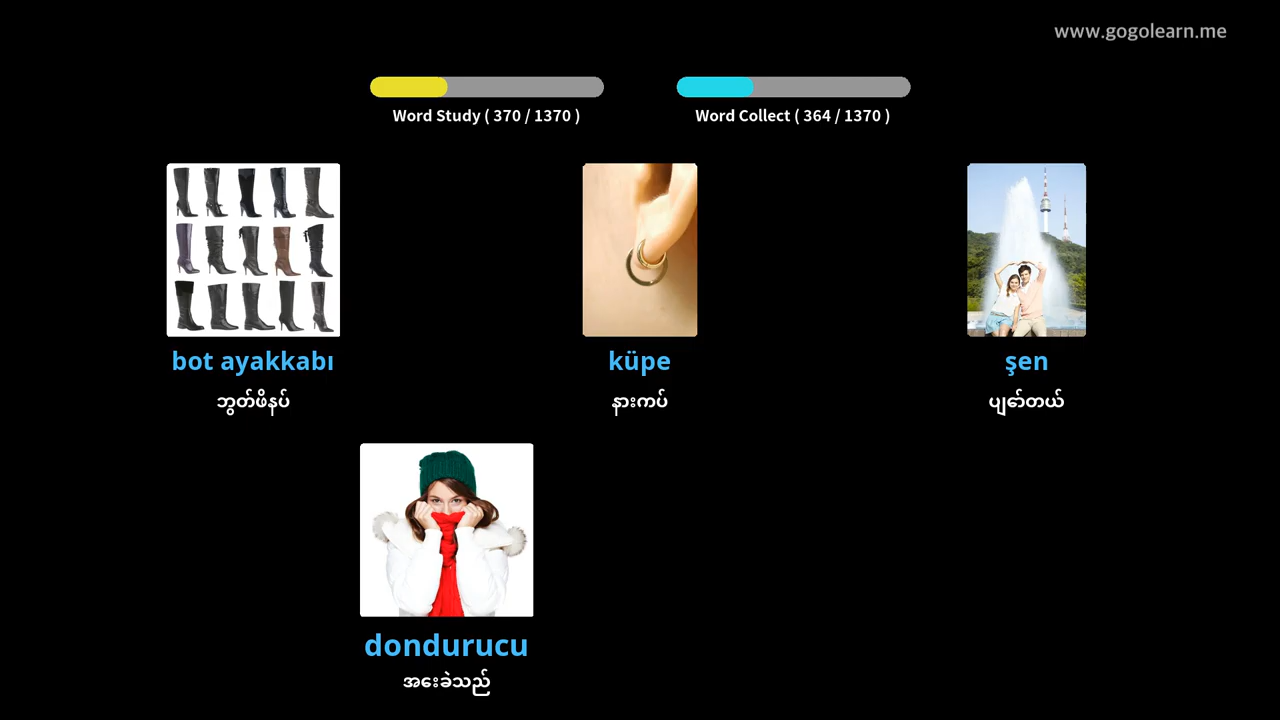 www.gogolearn.me
Word Study ( 370 / 1370 )
Word Collect ( 364 / 1370 )
bot ayakkabı
ဘွတ်ဖိနပ်
küpe
နားကပ်
şen
ပျော်တယ်
dondurucu
အေးခဲသည်